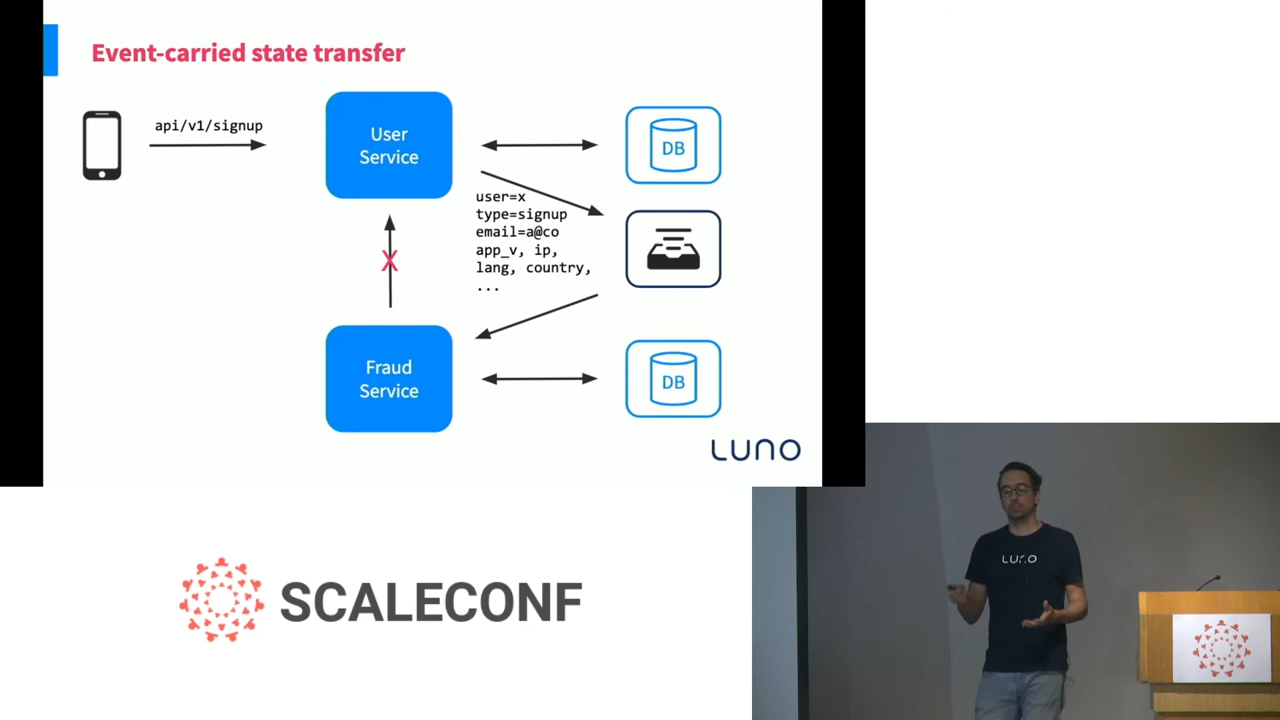 Event-carried state transfer
api/v1/signup
User
Service
DB
user=x
type=signup
email=a@co
app_v, ip,
lang, country,
...
X
Fraud
Service
DB
LUNO
SCALECONF
LUNO